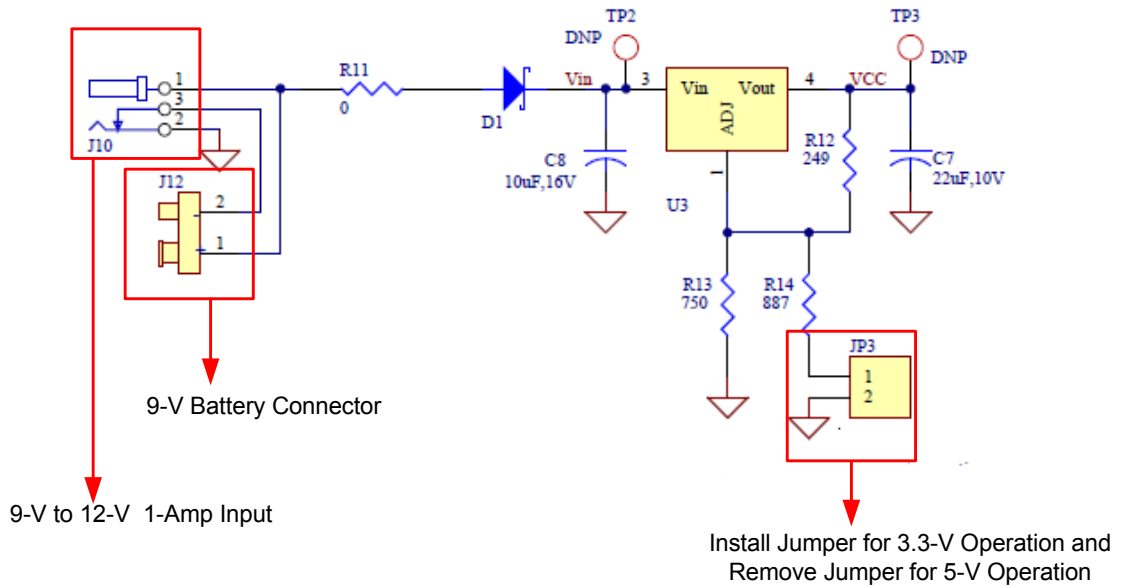 TP2
DNP
TP3
DNP
R11
0
D1
Vin
3
Vin
Vout
ADJ
4
VCC
1
U3
C8
10uF,16V
R12
249
C7
22uF,10V
1
3
2
J10
J12
2
-
1
+
R13
750
R14
887
JP3
1
2
9-V Battery Connector
9-V to 12-V 1-Amp Input
Install Jumper for 3.3-V Operation and
Remove Jumper for 5-V Operation